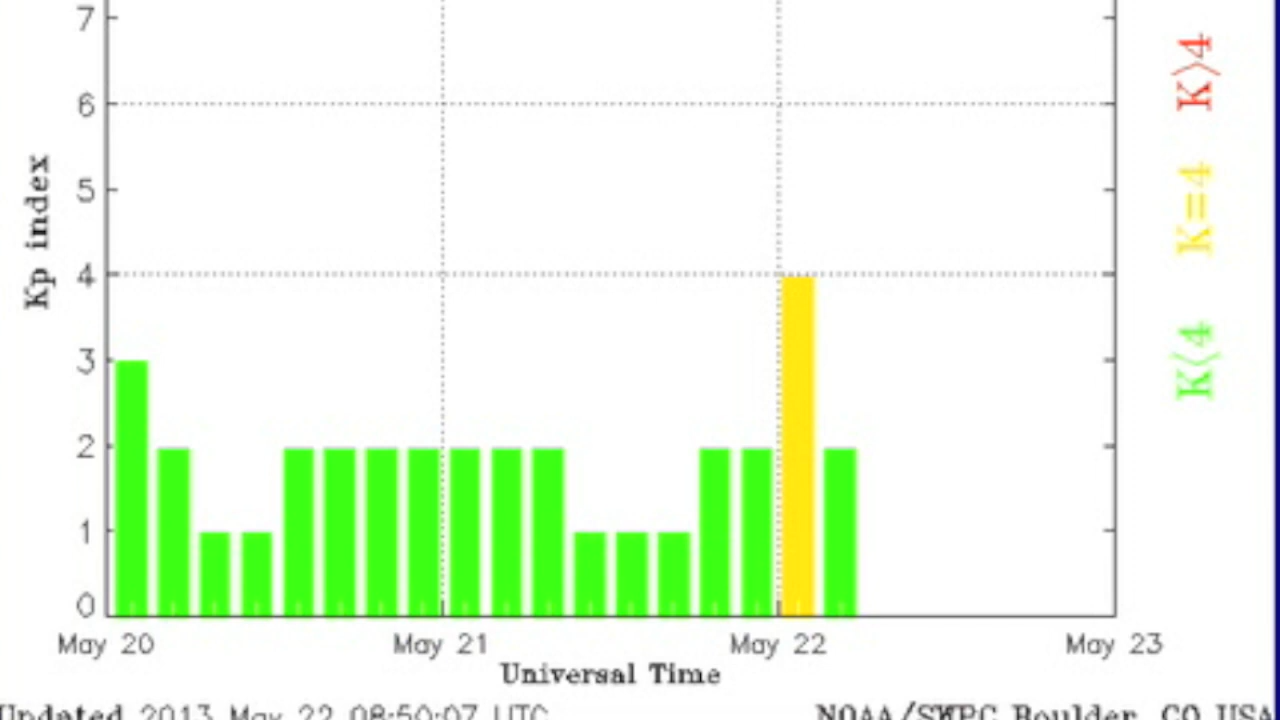 7
6
5
4
3
2
1
0
Kp index
May 20
May 21
May 22
May 23
Universal Time
Updated 2013 May 22 08:50:07 UTC
NOAA/SWPC Boulder, CO USA
K>4
K=4
K<4